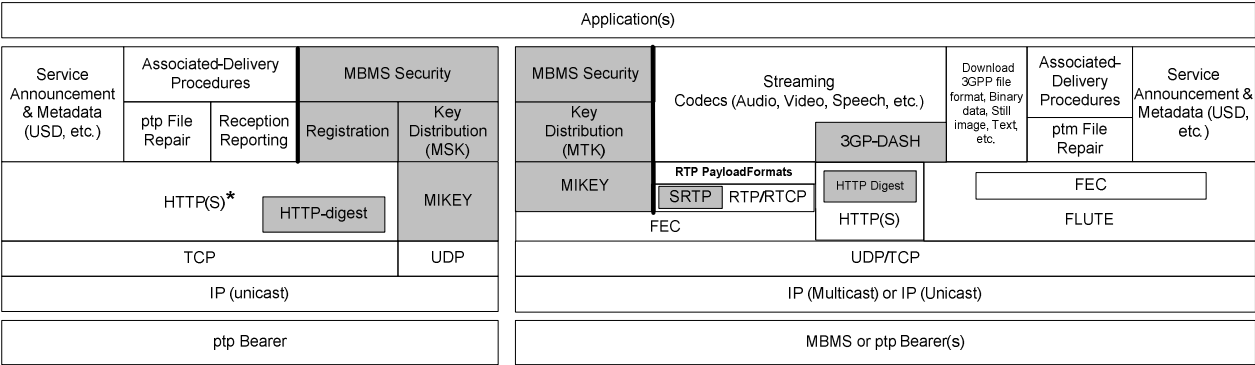 Application(s)
Service
Announcement
& Metadata
(USD, etc.)
Associated-Delivery
Procedures
ptp File
Repair
Reception
Reporting
MBMS Security
Registration
Key
Distribution
(MSK)
HTTP(S)*
HTTP-digest
MIKEY
TCP
UDP
IP (unicast)
ptp Bearer
MBMS Security
Key
Distribution
(MTK)
MIKEY
Streaming
Codecs (Audio, Video, Speech, etc.)
3GP-DASH
RTP PayloadFormats
SRTP
RTP/RTCP
FEC
HTTP Digest
HTTP(S)
Download
3GPP file
format, Binary
data, Still
image, Text,
etc.
Associated-
Delivery
Procedures
ptm File
Repair
Service
Announcement &
Metadata (USD,
etc.)
FEC
FLUTE
UDP/TCP
IP (Multicast) or IP (Unicast)
MBMS or ptp Bearer(s)